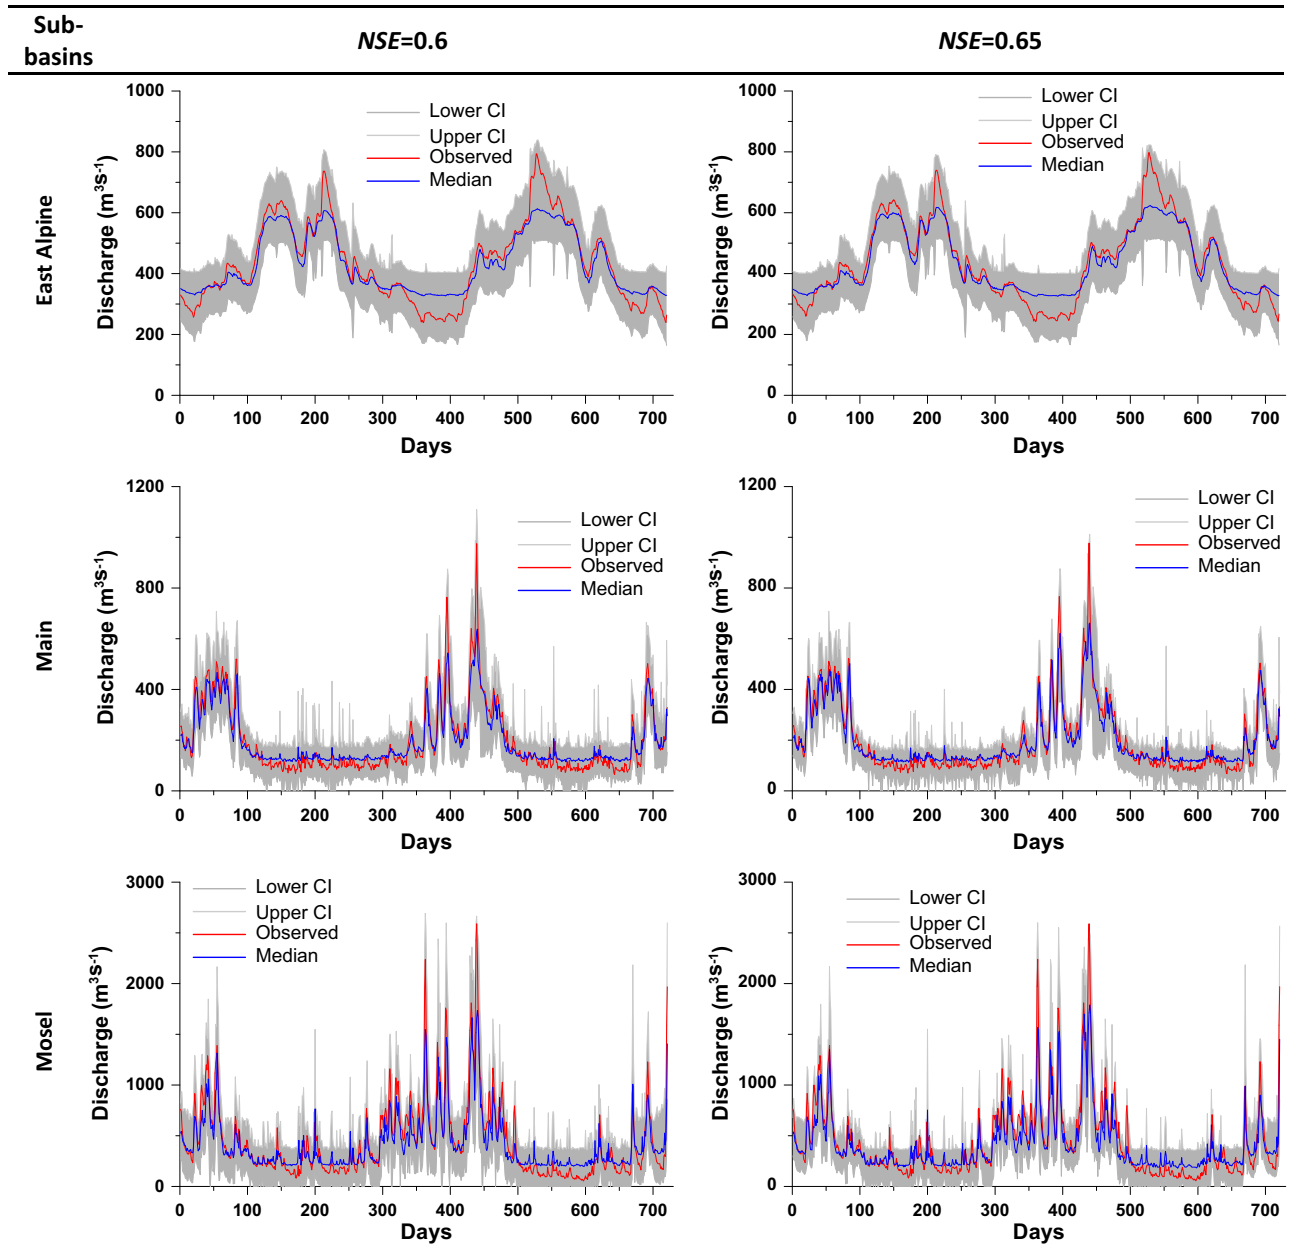 Sub-
basins
NSE=0.6
NSE=0.65
East Alpine
Discharge (m³s⁻¹)
1000
800
600
400
200
0
Lower CI
Upper CI
Observed
Median
0 100 200 300 400 500 600 700
Days
Discharge (m³s⁻¹)
1000
800
600
400
200
0
Lower CI
Upper CI
Observed
Median
0 100 200 300 400 500 600 700
Days
Main
Discharge (m³s⁻¹)
1200
800
400
0
Lower CI
Upper CI
Observed
Median
0 100 200 300 400 500 600 700
Days
Discharge (m³s⁻¹)
1200
800
400
0
Lower CI
Upper CI
Observed
Median
0 100 200 300 400 500 600 700
Days
Mosel
Discharge (m³s⁻¹)
3000
2000
1000
0
Lower CI
Upper CI
Observed
Median
0 100 200 300 400 500 600 700
Days
Discharge (m³s⁻¹)
3000
2000
1000
0
Lower CI
Upper CI
Observed
Median
0 100 200 300 400 500 600 700
Days